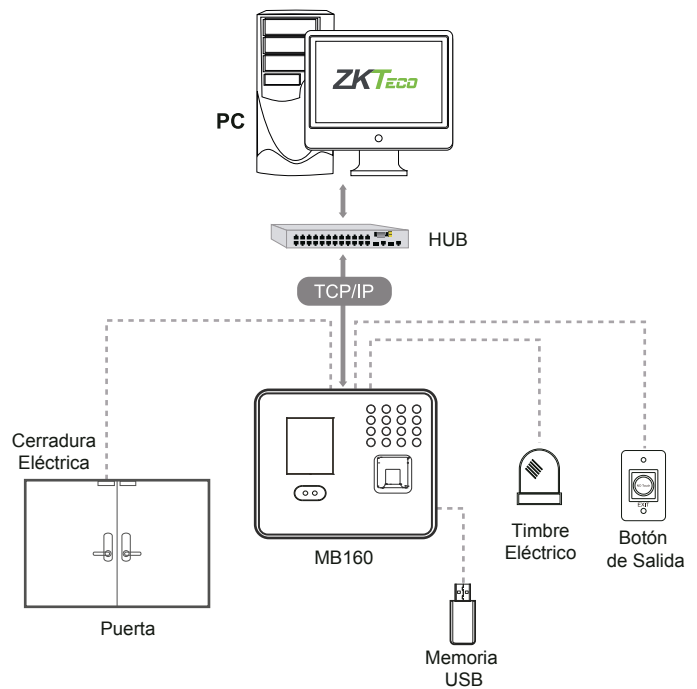 ZKTeco
PC
HUB
TCP/IP
Cerradura
Eléctrica
MB160
Puerta
Timbre
Eléctrico
EXIT
Botón
de Salida
Memoria
USB